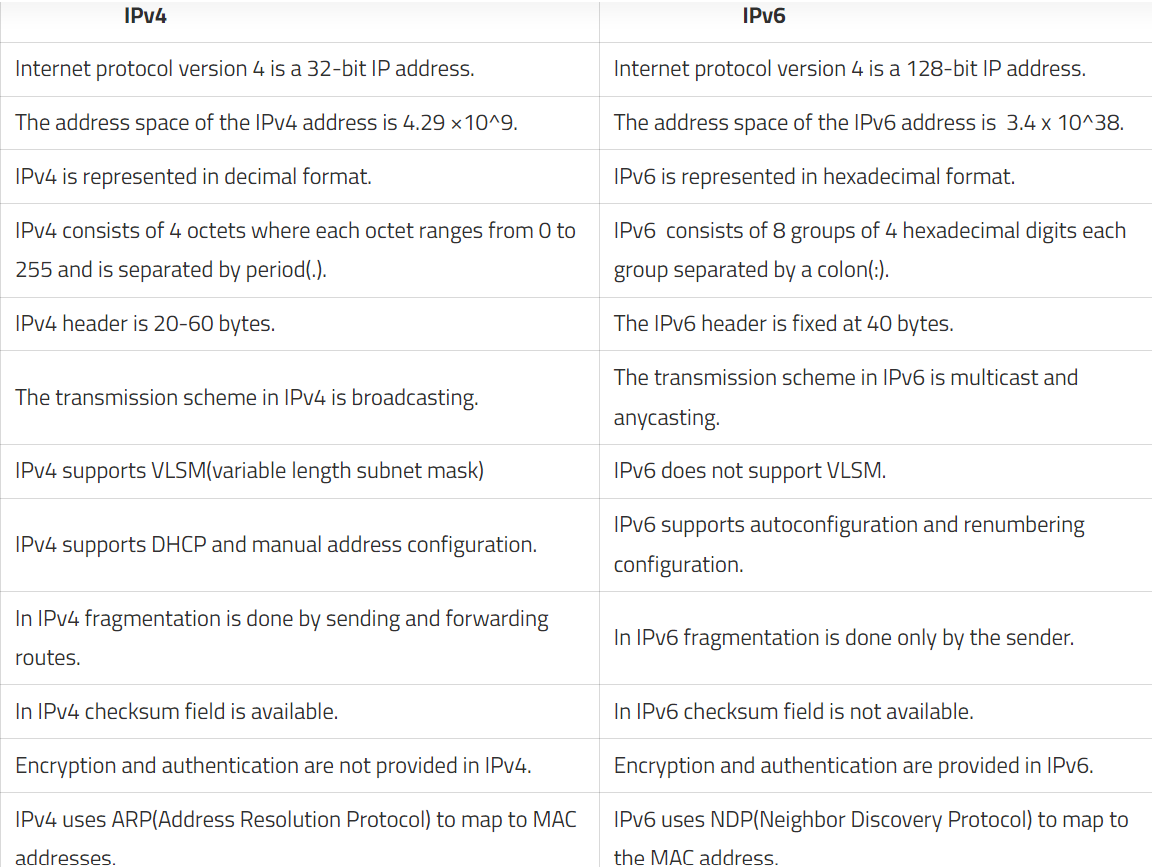 IPv4
IPv6
Internet protocol version 4 is a 32-bit IP address.
Internet protocol version 4 is a 128-bit IP address.
The address space of the IPv4 address is 4.29 ×10^9.
The address space of the IPv6 address is  3.4 x 10^38.
IPv4 is represented in decimal format.
IPv6 is represented in hexadecimal format.
IPv4 consists of 4 octets where each octet ranges from 0 to
255 and is separated by period(.).
IPv6  consists of 8 groups of 4 hexadecimal digits each
group separated by a colon(:).
IPv4 header is 20-60 bytes.
The IPv6 header is fixed at 40 bytes.
The transmission scheme in IPv4 is broadcasting.
The transmission scheme in IPv6 is multicast and
anycasting.
IPv4 supports VLSM(variable length subnet mask)
IPv6 does not support VLSM.
IPv4 supports DHCP and manual address configuration.
IPv6 supports autoconfiguration and renumbering
configuration.
In IPv4 fragmentation is done by sending and forwarding
routes.
In IPv6 fragmentation is done only by the sender.
In IPv4 checksum field is available.
In IPv6 checksum field is not available.
Encryption and authentication are not provided in IPv4.
Encryption and authentication are provided in IPv6.
IPv4 uses ARP(Address Resolution Protocol) to map to MAC
addresses.
IPv6 uses NDP(Neighbor Discovery Protocol) to map to
the MAC address.